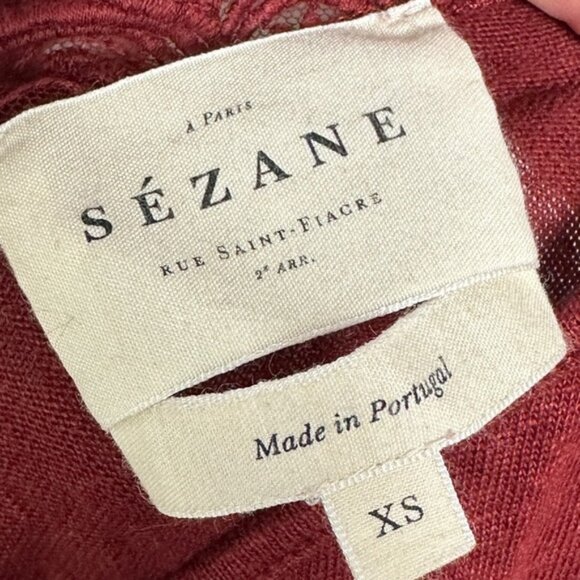 À PARIS
SÉZANE
RUE SAINT-FIACRE
2E ARR.
Made in Portugal
XS